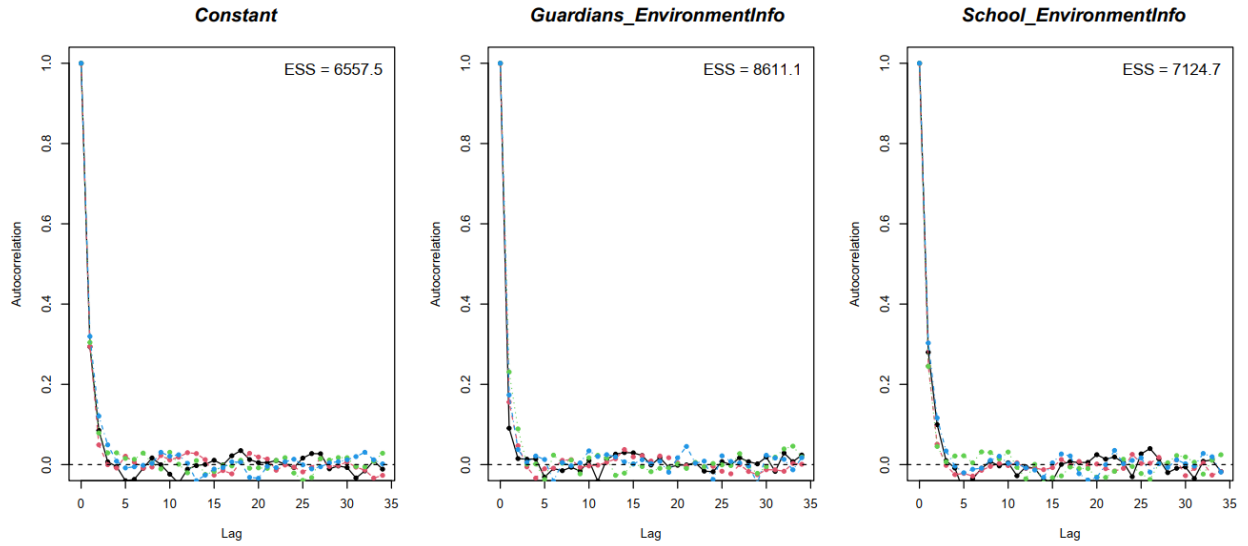 Constant
ESS = 6557.5
Autocorrelation
1.0
0.8
0.6
0.4
0.2
0.0
0 5 10 15 20 25 30 35
Lag
Guardians_EnvironmentInfo
ESS = 8611.1
Autocorrelation
1.0
0.8
0.6
0.4
0.2
0.0
0 5 10 15 20 25 30 35
Lag
School_EnvironmentInfo
ESS = 7124.7
Autocorrelation
1.0
0.8
0.6
0.4
0.2
0.0
0 5 10 15 20 25 30 35
Lag